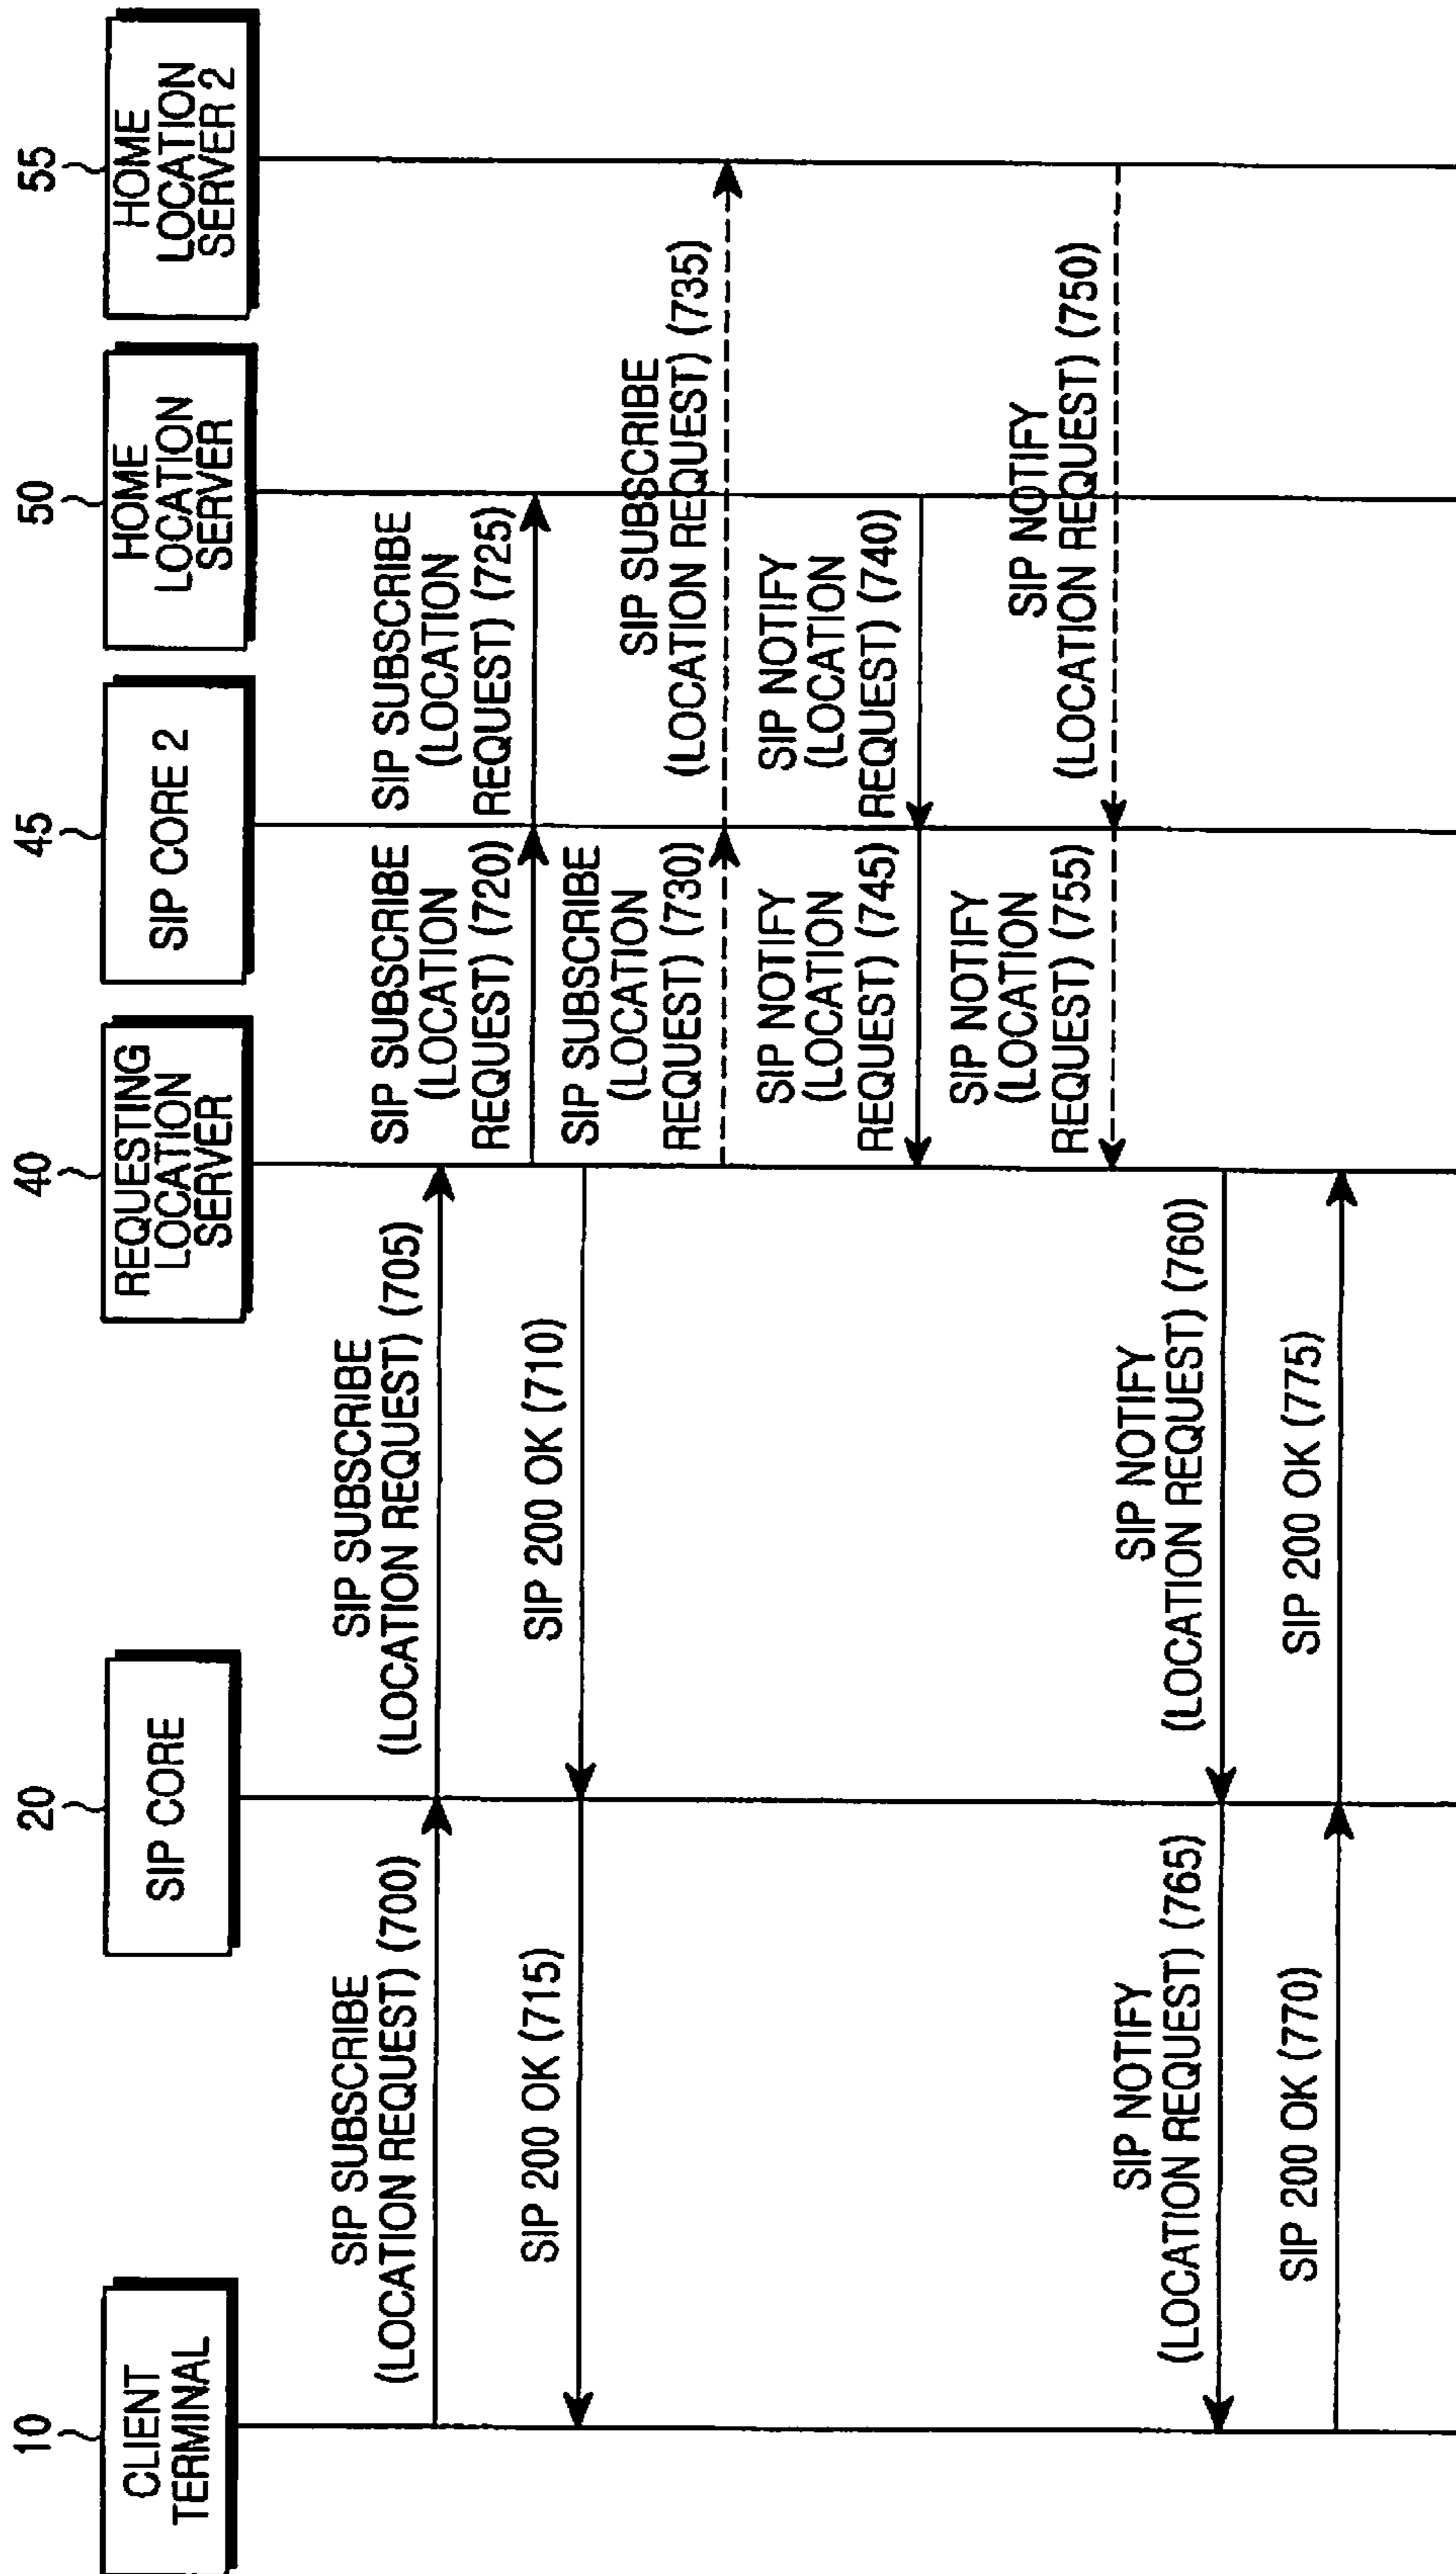 10
CLIENT
TERMINAL
20
SIP CORE
40
REQUESTING
LOCATION
SERVER
45
SIP CORE 2
50
HOME
LOCATION
SERVER
55
HOME
LOCATION
SERVER 2
SIP SUBSCRIBE
(LOCATION REQUEST) (700)
SIP SUBSCRIBE
(LOCATION REQUEST) (705)
SIP 200 OK (710)
SIP 200 OK (715)
SIP SUBSCRIBE
(LOCATION
REQUEST) (720)
SIP SUBSCRIBE
(LOCATION
REQUEST) (725)
SIP SUBSCRIBE
(LOCATION
REQUEST) (730)
SIP SUBSCRIBE
(LOCATION REQUEST) (735)
SIP NOTIFY
(LOCATION
REQUEST) (740)
SIP NOTIFY
(LOCATION
REQUEST) (745)
SIP NOTIFY
(LOCATION REQUEST) (750)
SIP NOTIFY
(LOCATION
REQUEST) (755)
SIP NOTIFY
(LOCATION REQUEST) (760)
SIP NOTIFY
(LOCATION REQUEST) (765)
SIP 200 OK (770)
SIP 200 OK (775)